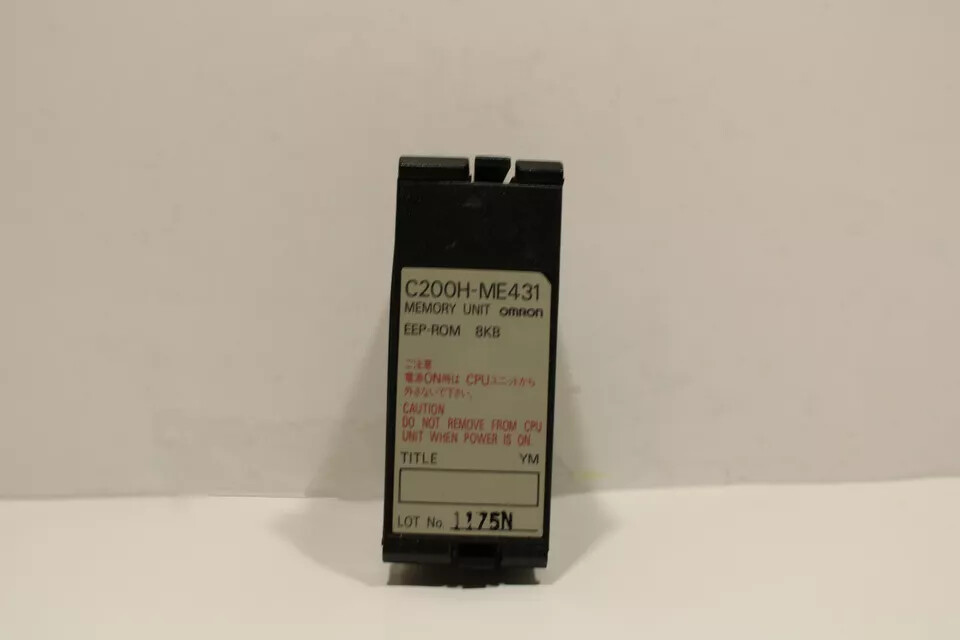 C200H-ME431
MEMORY UNIT omron
EEP-ROM 8KB
ご注意
電源ON時は CPUユニットから
外さないで下さい。
CAUTION
DO NOT REMOVE FROM CPU
UNIT WHEN POWER IS ON.
TITLE YM
LOT No. 1175N